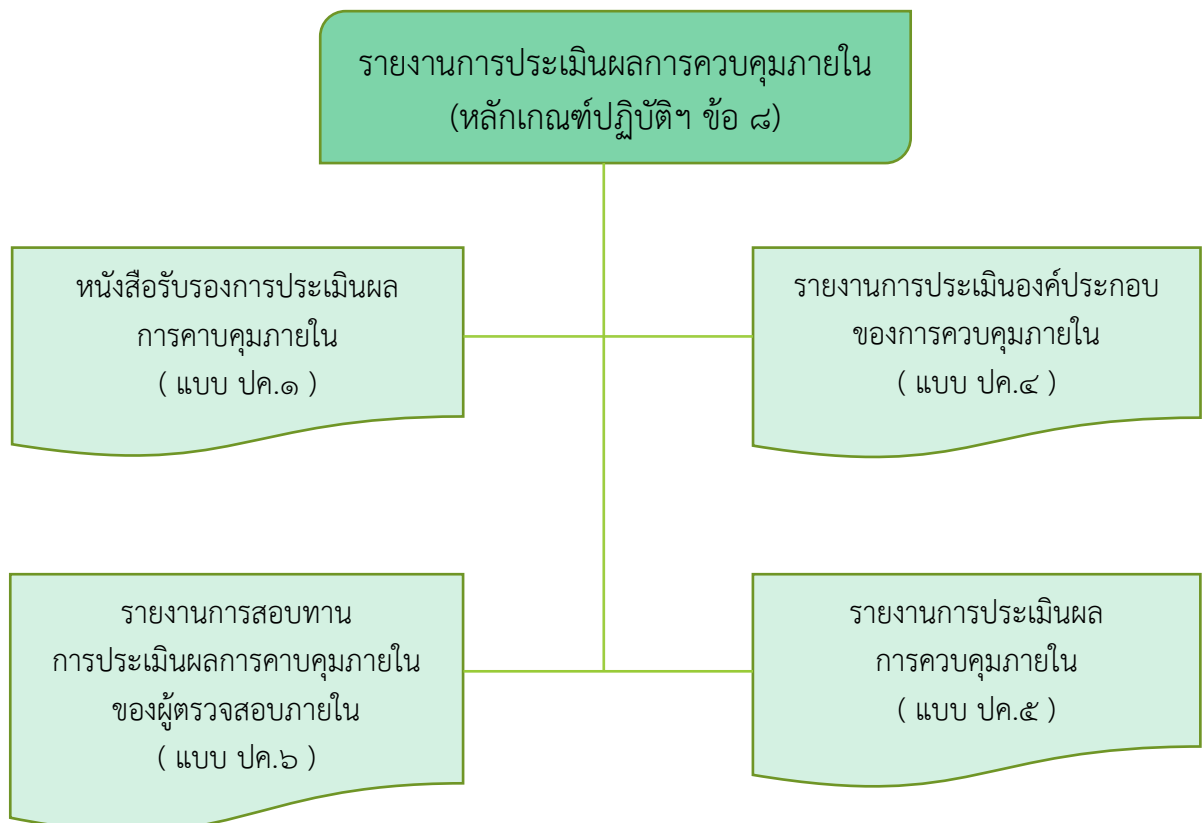 รายงานการประเมินผลการควบคุมภายใน
(หลักเกณฑ์ปฏิบัติฯ ข้อ ๘)
หนังสือรับรองการประเมินผล
การคาบคุมภายใน
( แบบ ปค.๑ )
รายงานการประเมินองค์ประกอบ
ของการควบคุมภายใน
( แบบ ปค.๔ )
รายงานการสอบทาน
การประเมินผลการคาบคุมภายใน
ของผู้ตรวจสอบภายใน
( แบบ ปค.๖ )
รายงานการประเมินผล
การควบคุมภายใน
( แบบ ปค.๕ )